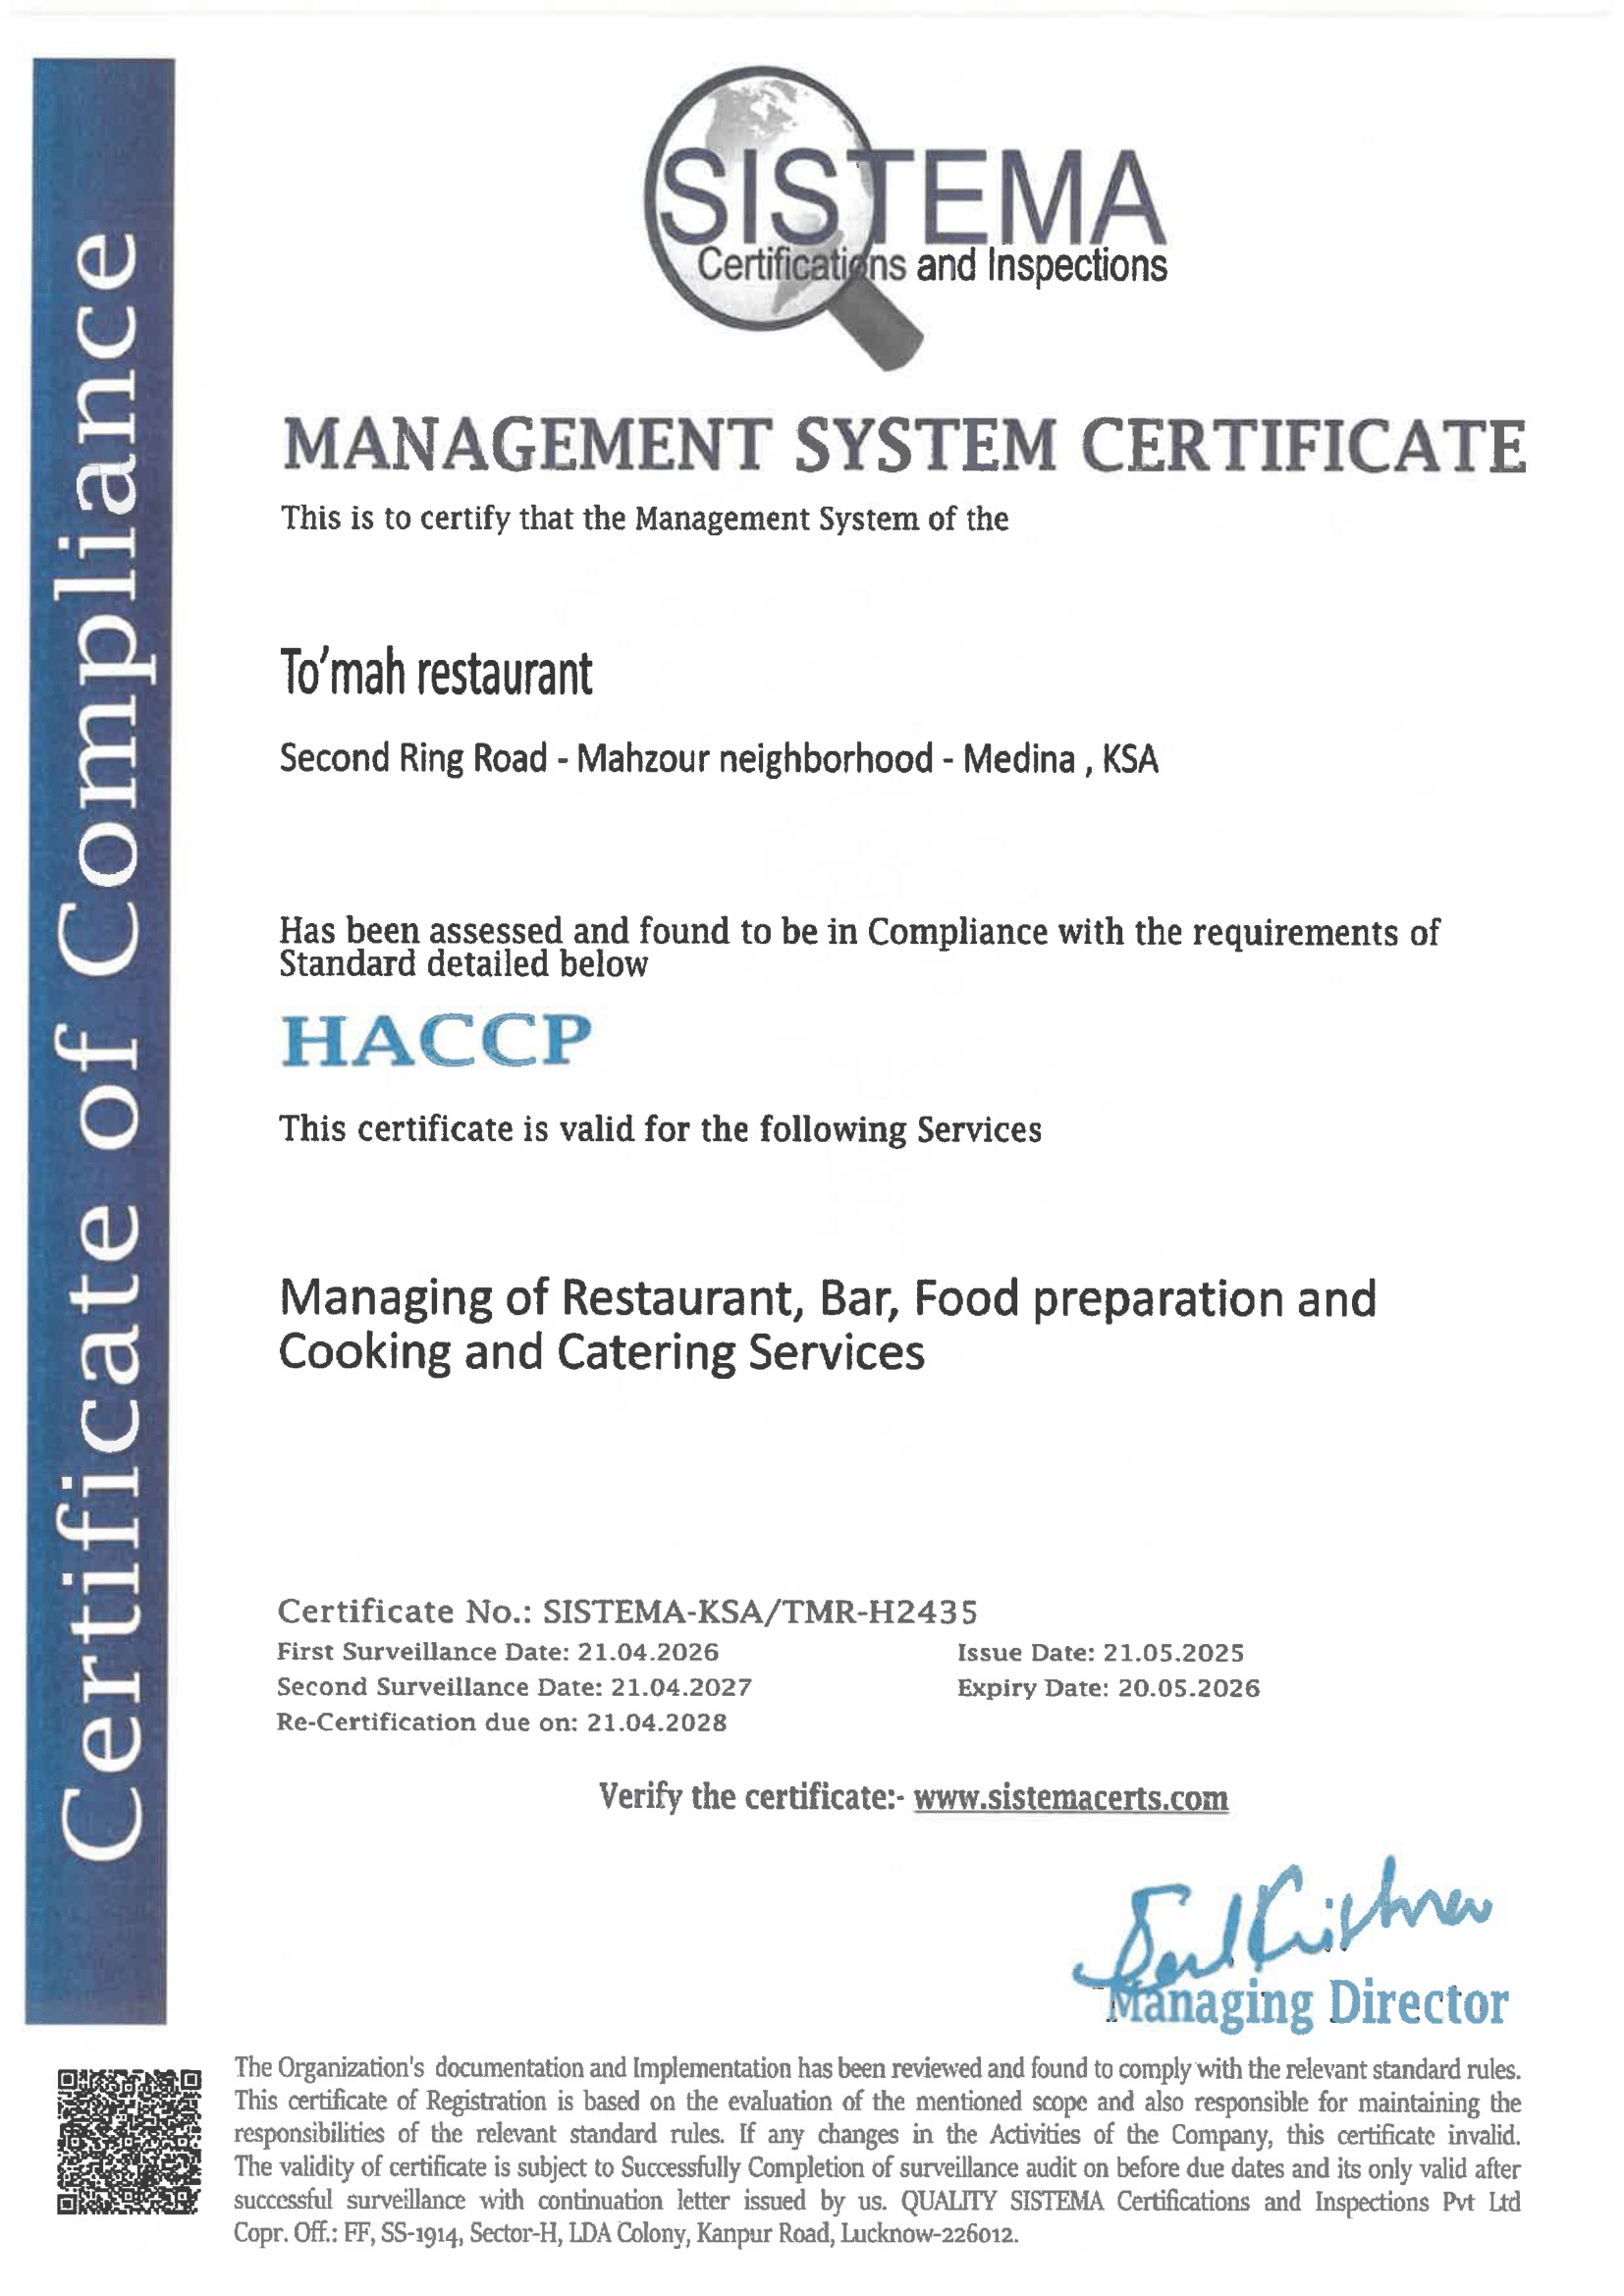 Certificate of Compliance
SISTEMA
Certifications and Inspections
MANAGEMENT SYSTEM CERTIFICATE
This is to certify that the Management System of the
To'mah restaurant
Second Ring Road - Mahzour neighborhood - Medina , KSA
Has been assessed and found to be in Compliance with the requirements of
Standard detailed below
HACCP
This certificate is valid for the following Services
Managing of Restaurant, Bar, Food preparation and
Cooking and Catering Services
Certificate No.: SISTEMA-KSA/TMR-H2435
First Surveillance Date: 21.04.2026
Issue Date: 21.05.2025
Second Surveillance Date: 21.04.2027
Expiry Date: 20.05.2026
Re-Certification due on: 21.04.2028
Verify the certificate:- www.sistemacerts.com
Managing Director
The Organization's documentation and Implementation has been reviewed and found to comply with the relevant standard rules.
This certificate of Registration is based on the evaluation of the mentioned scope and also responsible for maintaining the
responsibilities of the relevant standard rules. If any changes in the Activities of the Company, this certificate invalid.
The validity of certificate is subject to Successfully Completion of surveillance audit on before due dates and its only valid after
successful surveillance with continuation letter issued by us. QUALITY SISTEMA Certifications and Inspections Pvt Ltd
Copr. Off.: FF, SS-1914, Sector-H, LDA Colony, Kanpur Road, Lucknow-226012.